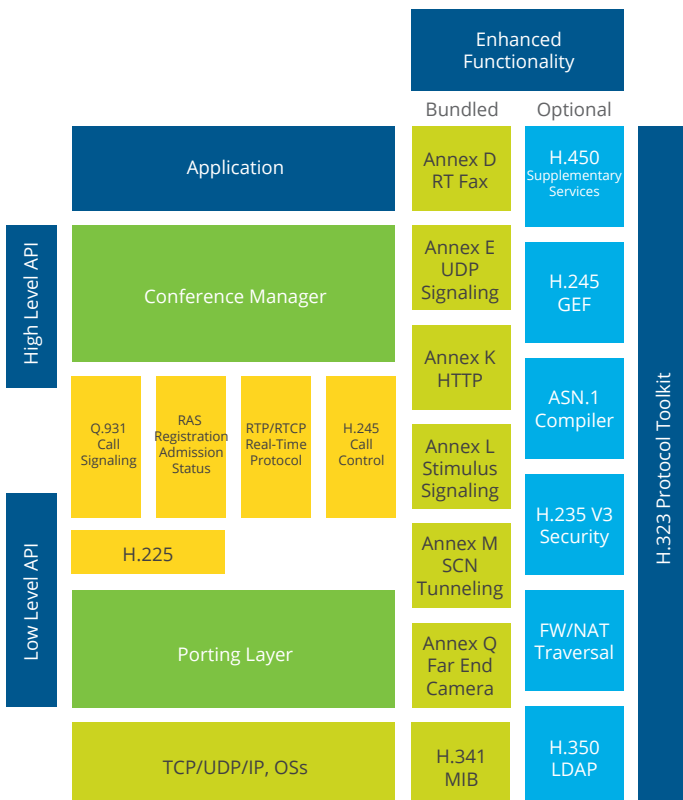 Enhanced
Functionality
Bundled
Optional
Application
High Level API
Conference Manager
Q.931
Call
Signaling
RAS
Registration
Admission
Status
RTP/RTCP
Real-Time
Protocol
H.245
Call
Control
Low Level API
H.225
Porting Layer
TCP/UDP/IP, OSs
Annex D
RT Fax
Annex E
UDP
Signaling
Annex K
HTTP
Annex L
Stimulus
Signaling
Annex M
SCN
Tunneling
Annex Q
Far End
Camera
H.341
MIB
H.450
Supplementary
Services
H.245
GEF
ASN.1
Compiler
H.235 V3
Security
FW/NAT
Traversal
H.350
LDAP
H.323 Protocol Toolkit